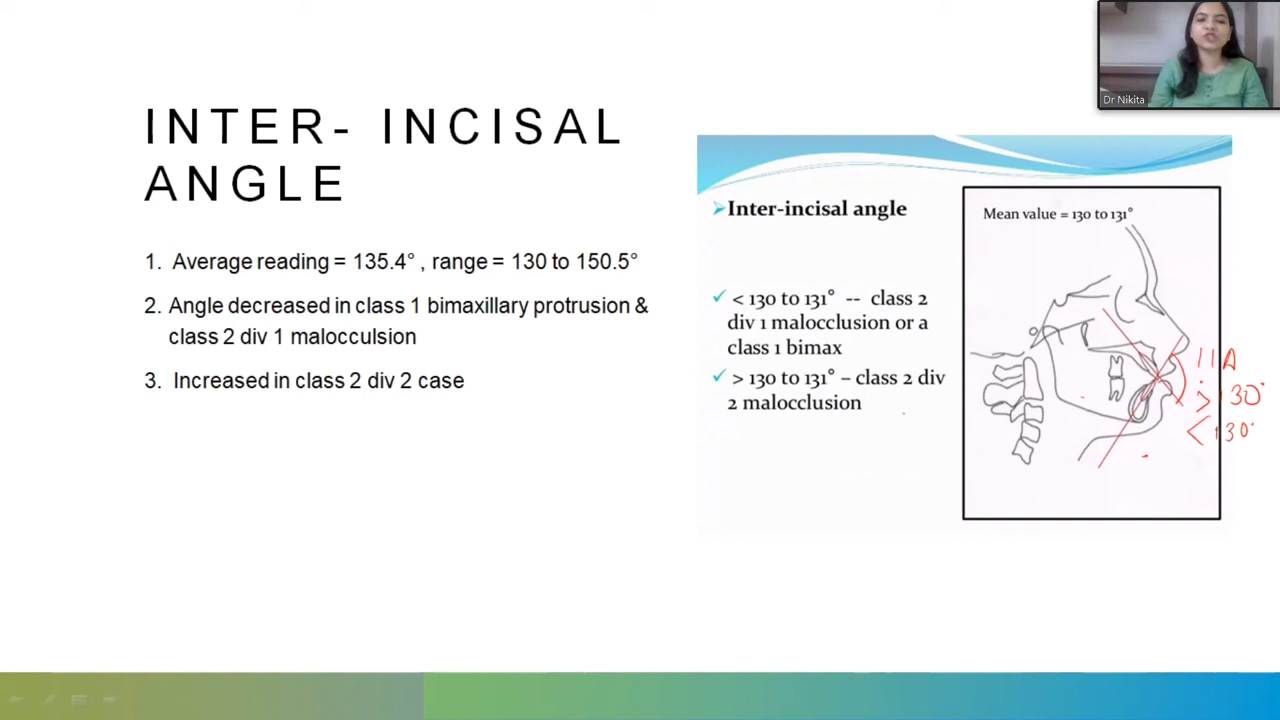 Dr Nikita
INTER- INCISAL
ANGLE
1. Average reading = 135.4° , range = 130 to 150.5°
2. Angle decreased in class 1 bimaxillary protrusion &
class 2 div 1 malocculsion
3. Increased in class 2 div 2 case
Inter-incisal angle
✓ < 130 to 131° -- class 2
div 1 malocclusion or a
class 1 bimax
✓ > 130 to 131° – class 2 div
2 malocclusion
Mean value = 130 to 131°
IIA
> 130°
< 130°